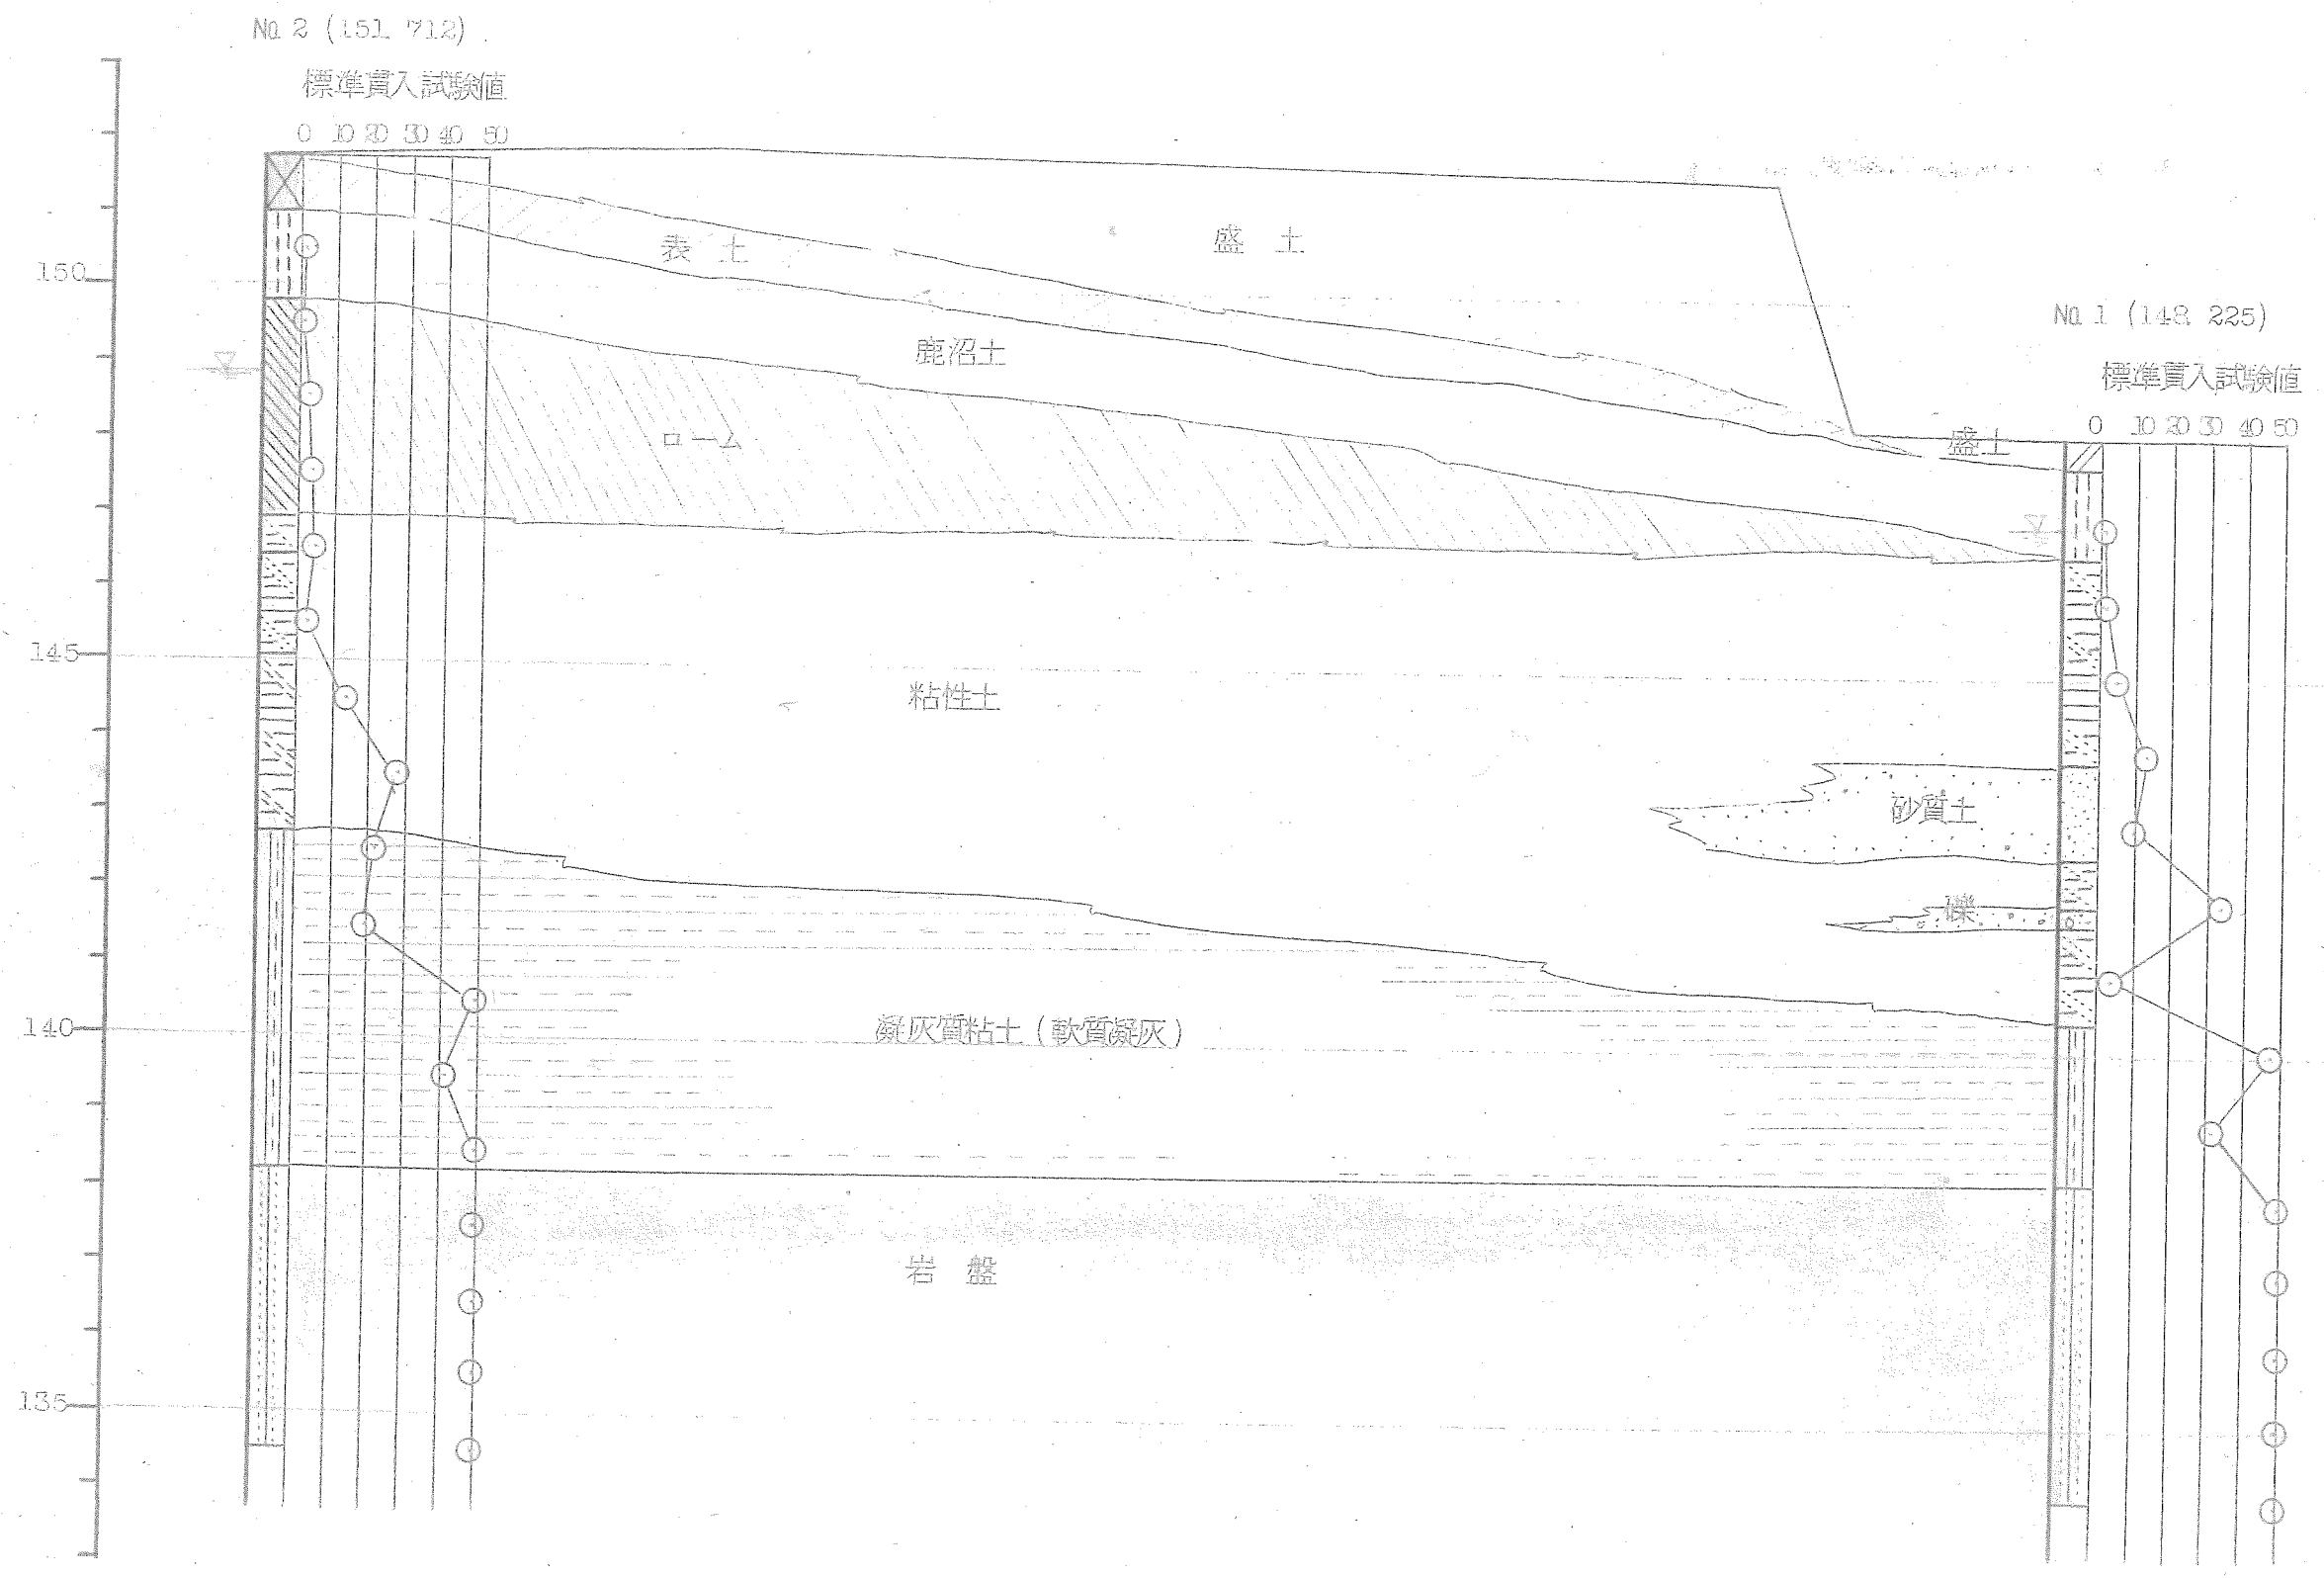 No. 2 (151 712)
標準貫入試験値
0 10 20 30 40 50
表土
盛土
150
No. 1 (148 225)
鹿沼土
標準貫入試験値
0 10 20 30 40 50
ローム
盛土
145
粘性土
砂質土
礫
140
凝灰質粘土(軟質凝灰)
岩盤
135